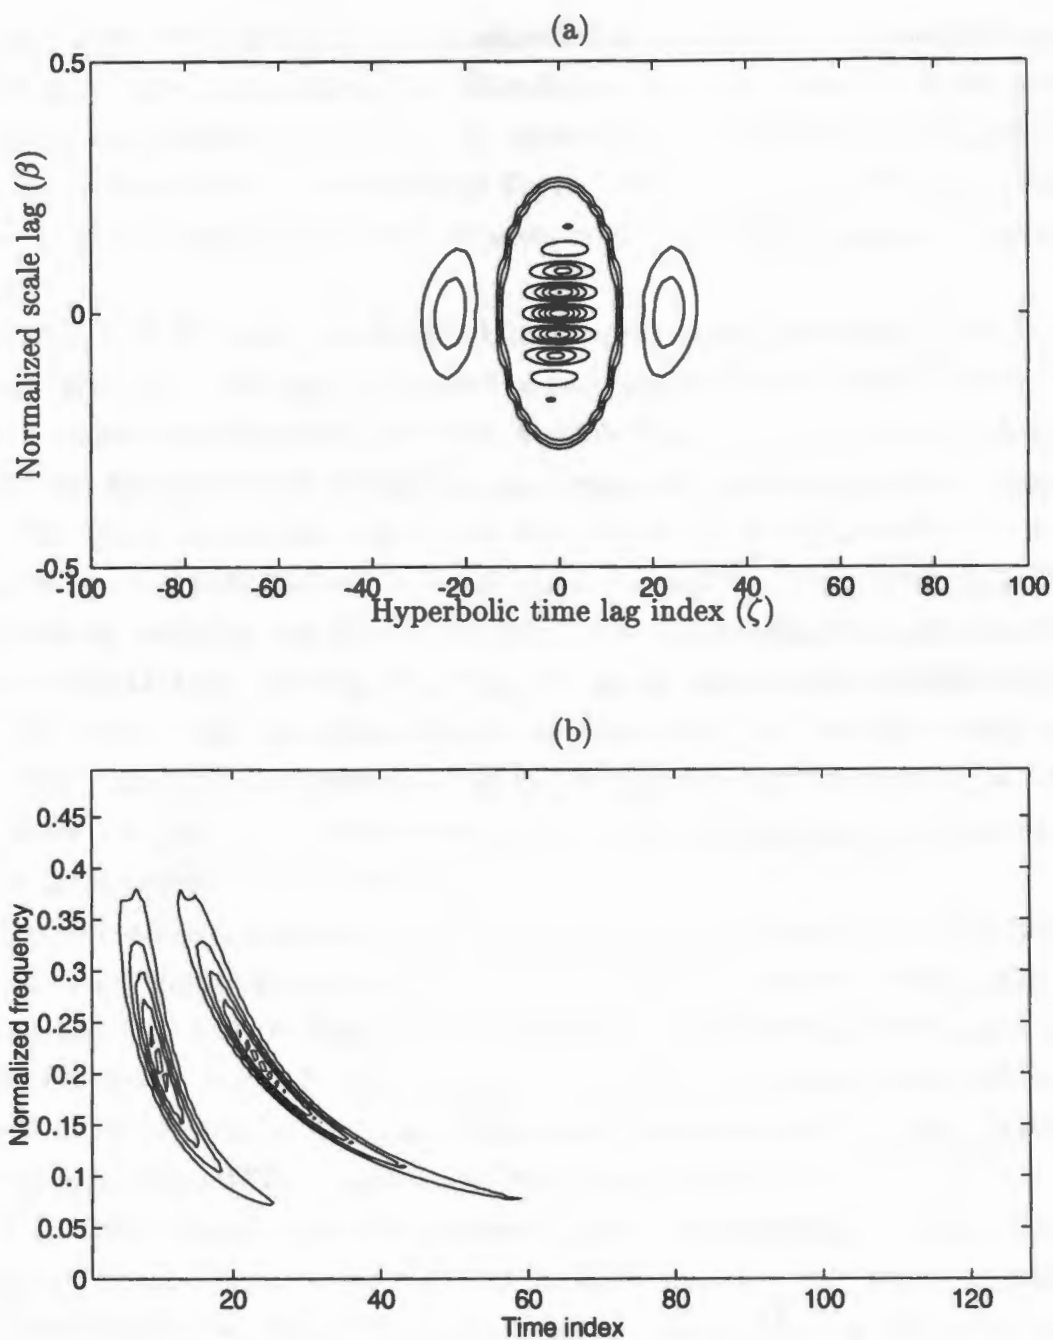 (a)
0.5
Normalized scale lag (β)
0
-0.5
-100 -80 -60 -40 -20 0 20 40 60 80 100
Hyperbolic time lag index (ζ)
(b)
0.45
0.4
0.35
0.3
0.25
0.2
0.15
0.1
0.05
0
Normalized frequency
20 40 60 80 100 120
Time index